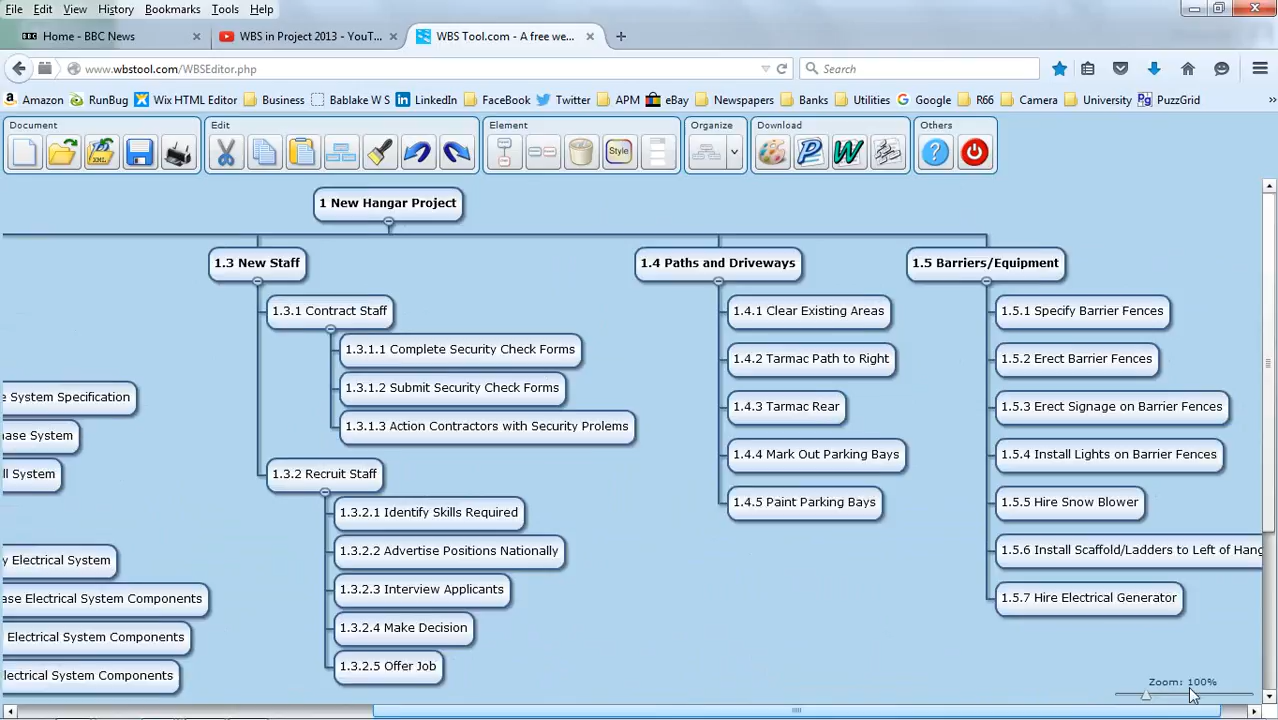 File Edit View History Bookmarks Tools Help
Home - BBC News
WBS in Project 2013 - YouT...
WBS Tool.com - A free we...
www.wbstool.com/WBSEditor.php
Search
Amazon RunBug Wix HTML Editor Business Bablake W S LinkedIn FaceBook Twitter APM eBay Newspapers Banks Utilities Google R66 Camera University PuzzGrid
Document Edit Element Organize Download Others
XML
Style
1 New Hangar Project
1.3 New Staff
1.3.1 Contract Staff
1.3.1.1 Complete Security Check Forms
1.3.1.2 Submit Security Check Forms
1.3.1.3 Action Contractors with Security Prolems
1.3.2 Recruit Staff
1.3.2.1 Identify Skills Required
1.3.2.2 Advertise Positions Nationally
1.3.2.3 Interview Applicants
1.3.2.4 Make Decision
1.3.2.5 Offer Job
1.4 Paths and Driveways
1.4.1 Clear Existing Areas
1.4.2 Tarmac Path to Right
1.4.3 Tarmac Rear
1.4.4 Mark Out Parking Bays
1.4.5 Paint Parking Bays
1.5 Barriers/Equipment
1.5.1 Specify Barrier Fences
1.5.2 Erect Barrier Fences
1.5.3 Erect Signage on Barrier Fences
1.5.4 Install Lights on Barrier Fences
1.5.5 Hire Snow Blower
1.5.6 Install Scaffold/Ladders to Left of Hang
1.5.7 Hire Electrical Generator
e System Specification
hase System
ll System
y Electrical System
ase Electrical System Components
Electrical System Components
lectrical System Components
Zoom: 100%